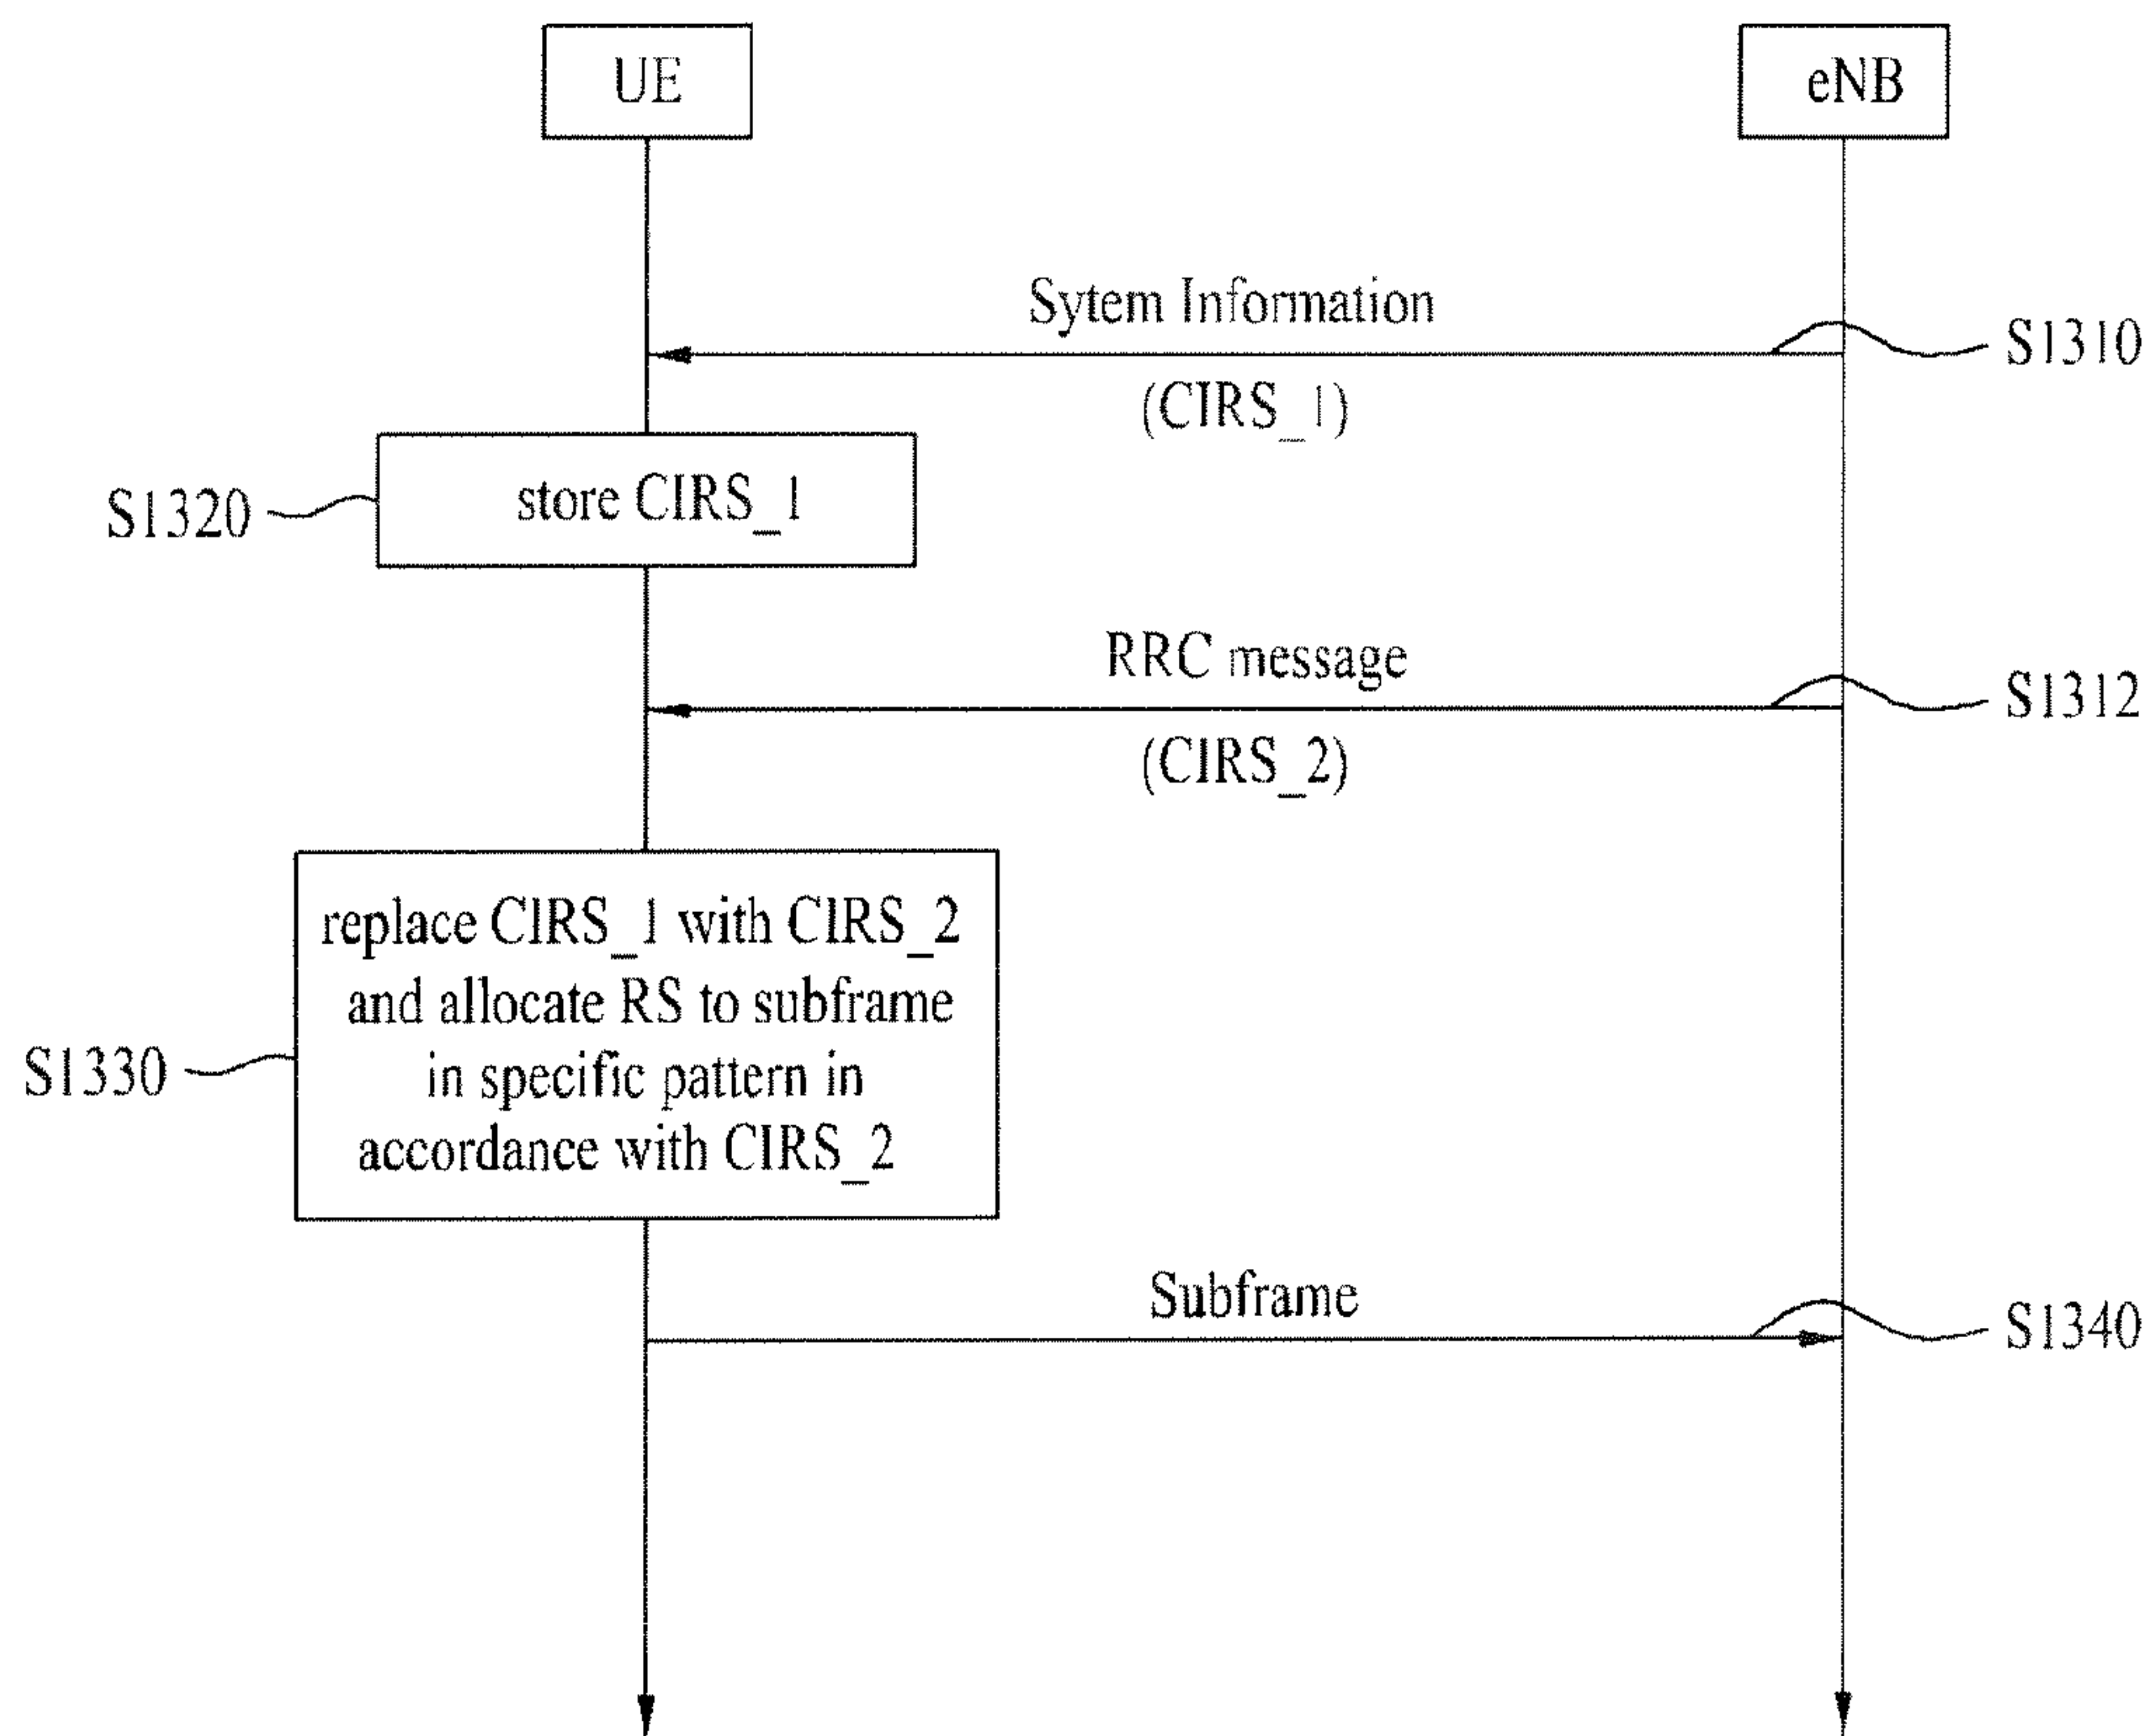 UE
eNB
Sytem Information
S1310
(CIRS_1)
store CIRS_1
S1320
RRC message
S1312
(CIRS_2)
replace CIRS_1 with CIRS_2
and allocate RS to subframe
in specific pattern in
accordance with CIRS_2
S1330
Subframe
S1340